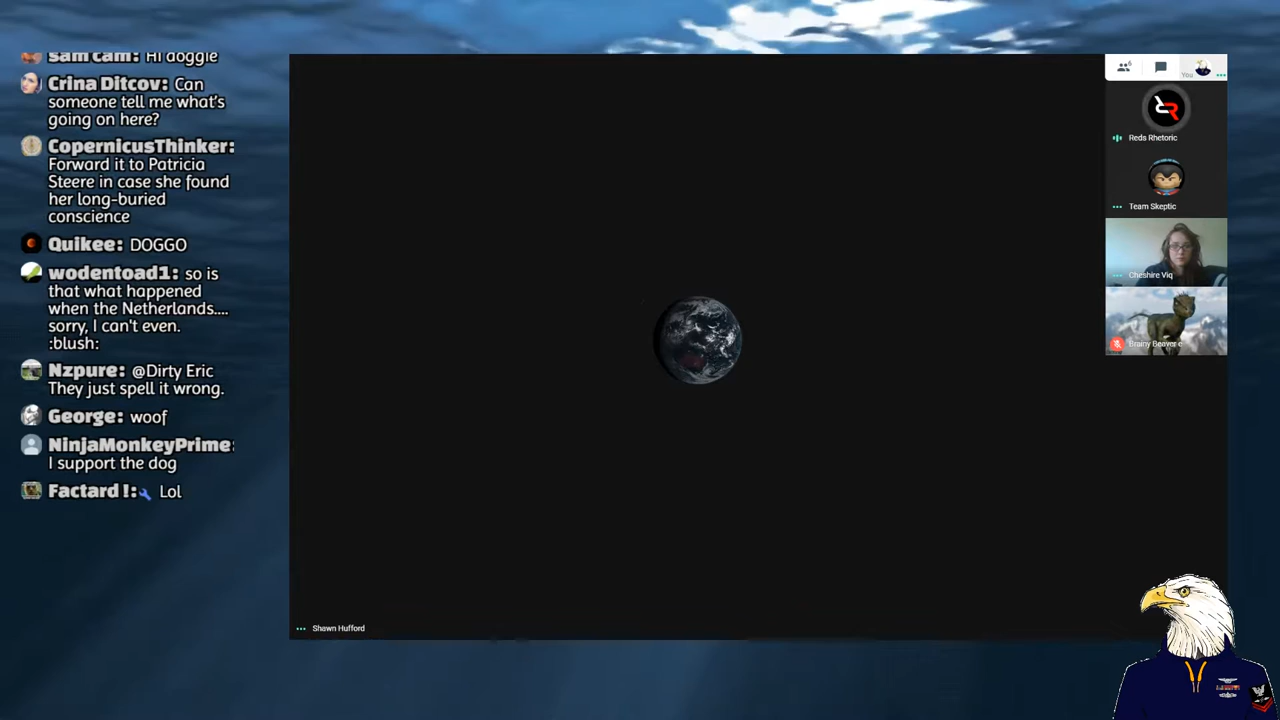 sam cam: Hi doggie
Crina Ditcov: Can
someone tell me what's
going on here?
CopernicusThinker:
Forward it to Patricia
Steere in case she found
her long-buried
conscience
Quikee: DOGGO
wodentoad1: so is
that what happened
when the Netherlands....
sorry, I can't even.
:blush:
Nzpure: @Dirty Eric
They just spell it wrong.
George: woof
NinjaMonkeyPrime:
I support the dog
Factard !: Lol
You
Reds Rhetoric
Team Skeptic
Cheshire Viq
Brainy Beaver c
Shawn Hufford